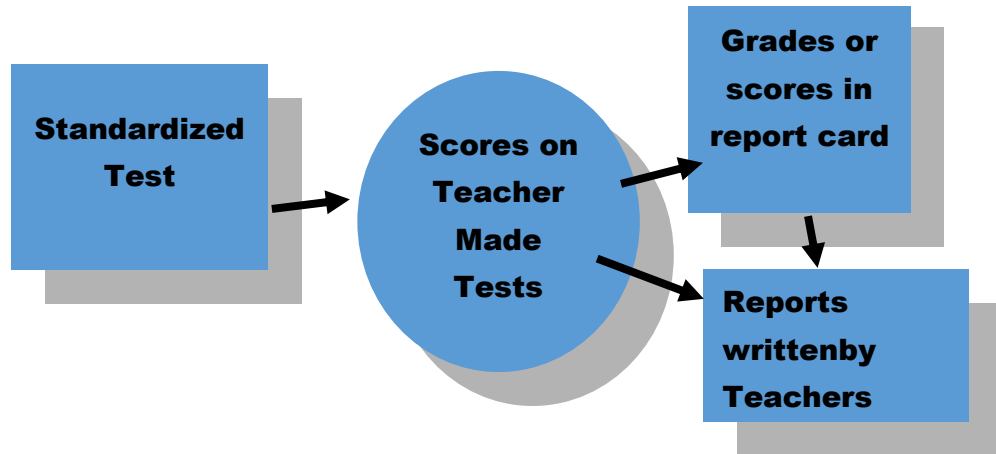 Standardized
Test
Scores on
Teacher
Made
Tests
Grades or
scores in
report card
Reports
writtenby
Teachers